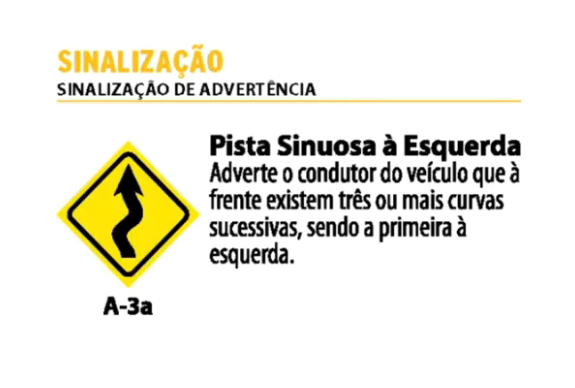 SINALIZAÇÃO
SINALIZAÇÃO DE ADVERTÊNCIA
Pista Sinuosa à Esquerda
Adverte o condutor do veículo que à
frente existem três ou mais curvas
sucessivas, sendo a primeira à
esquerda.
A-3a